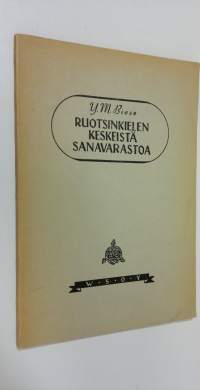 Y. M. Biese
RUOTSINKIELEN
KESKEISTÄ
SANAVARASTOA
W·S·O·Y